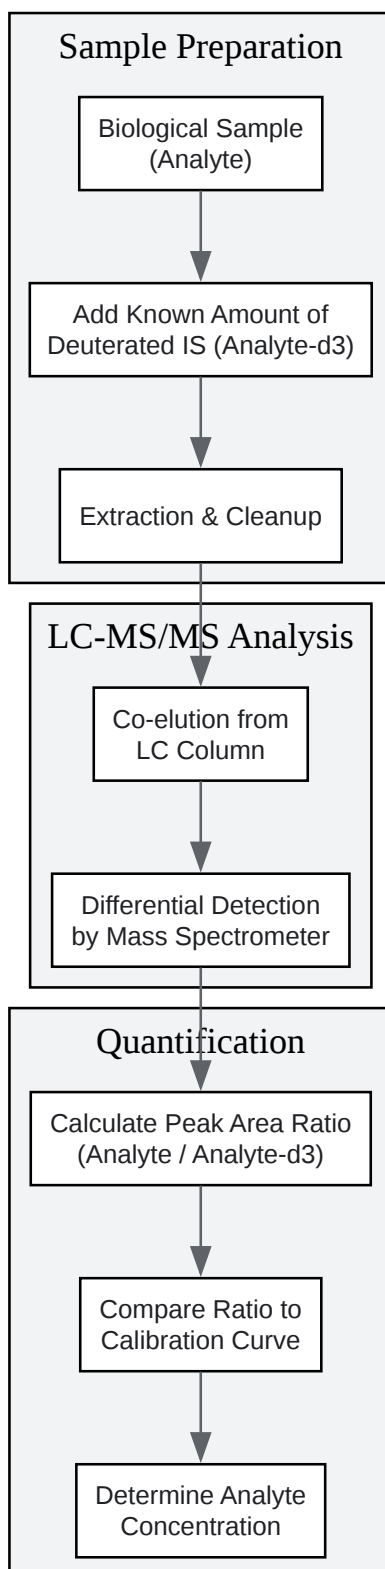 Sample Preparation
Biological Sample
(Analyte)
Add Known Amount of
Deuterated IS (Analyte-d3)
Extraction & Cleanup
LC-MS/MS Analysis
Co-elution from
LC Column
Differential Detection
by Mass Spectrometer
Quantification
Calculate Peak Area Ratio
(Analyte / Analyte-d3)
Compare Ratio to
Calibration Curve
Determine Analyte
Concentration